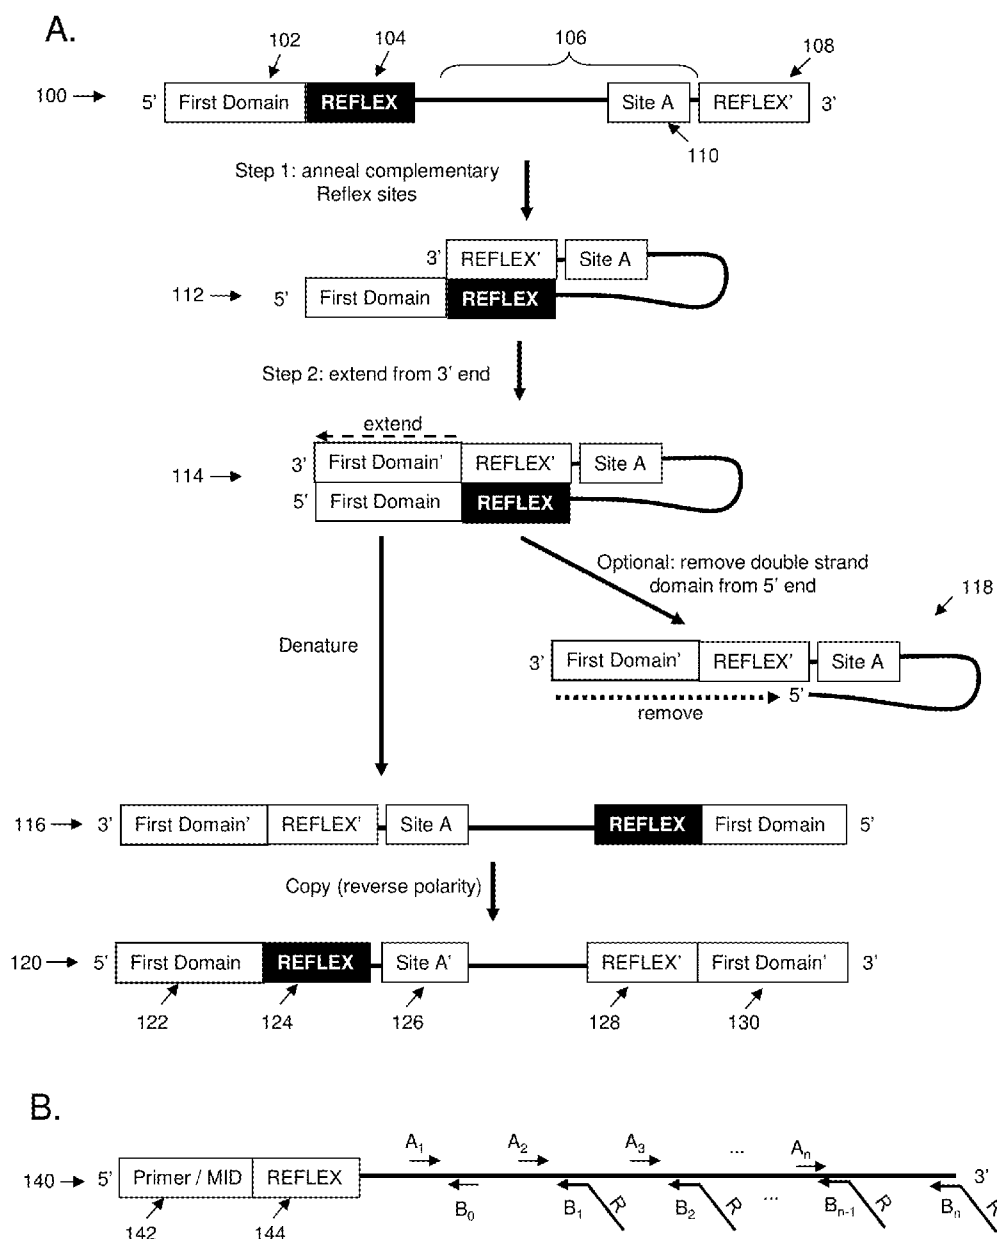 A.
102
104
106
108
100
5' First Domain REFLEX Site A REFLEX' 3'
110
Step 1: anneal complementary
Reflex sites
3' REFLEX' Site A
112
5' First Domain REFLEX
Step 2: extend from 3' end
extend
3' First Domain' REFLEX' Site A
114
5' First Domain REFLEX
Optional: remove double strand
domain from 5' end
118
Denature
3' First Domain' REFLEX' Site A
5'
remove
116 3' First Domain' REFLEX' Site A REFLEX First Domain 5'
Copy (reverse polarity)
120 5' First Domain REFLEX Site A' REFLEX' First Domain' 3'
122 124 126 128 130
B.
A1 A2 A3 ... An
140 5' Primer / MID REFLEX 3'
B0 B1 R B2 R ... Bn-1 R Bn R
142 144